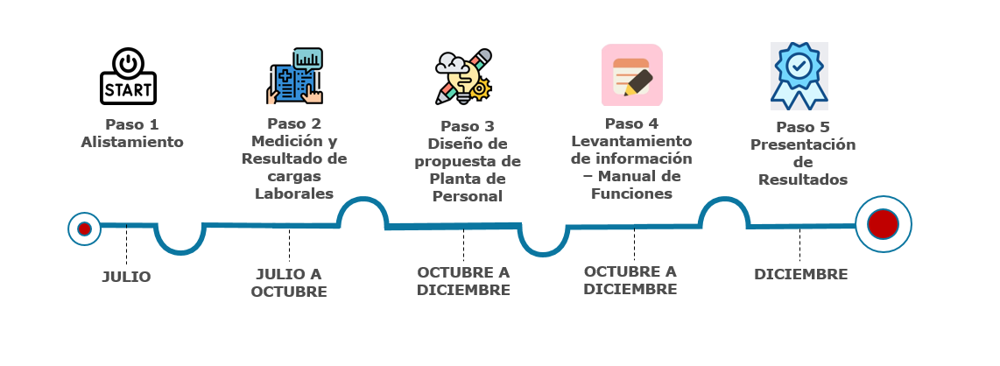 START
Paso 1
Alistamiento
Paso 2
Medición y
Resultado de
cargas
Laborales
Paso 3
Diseño de
propuesta de
Planta de
Personal
Paso 4
Levantamiento
de información
– Manual de
Funciones
Paso 5
Presentación
de
Resultados
JULIO
JULIO A
OCTUBRE
OCTUBRE A
DICIEMBRE
OCTUBRE A
DICIEMBRE
DICIEMBRE